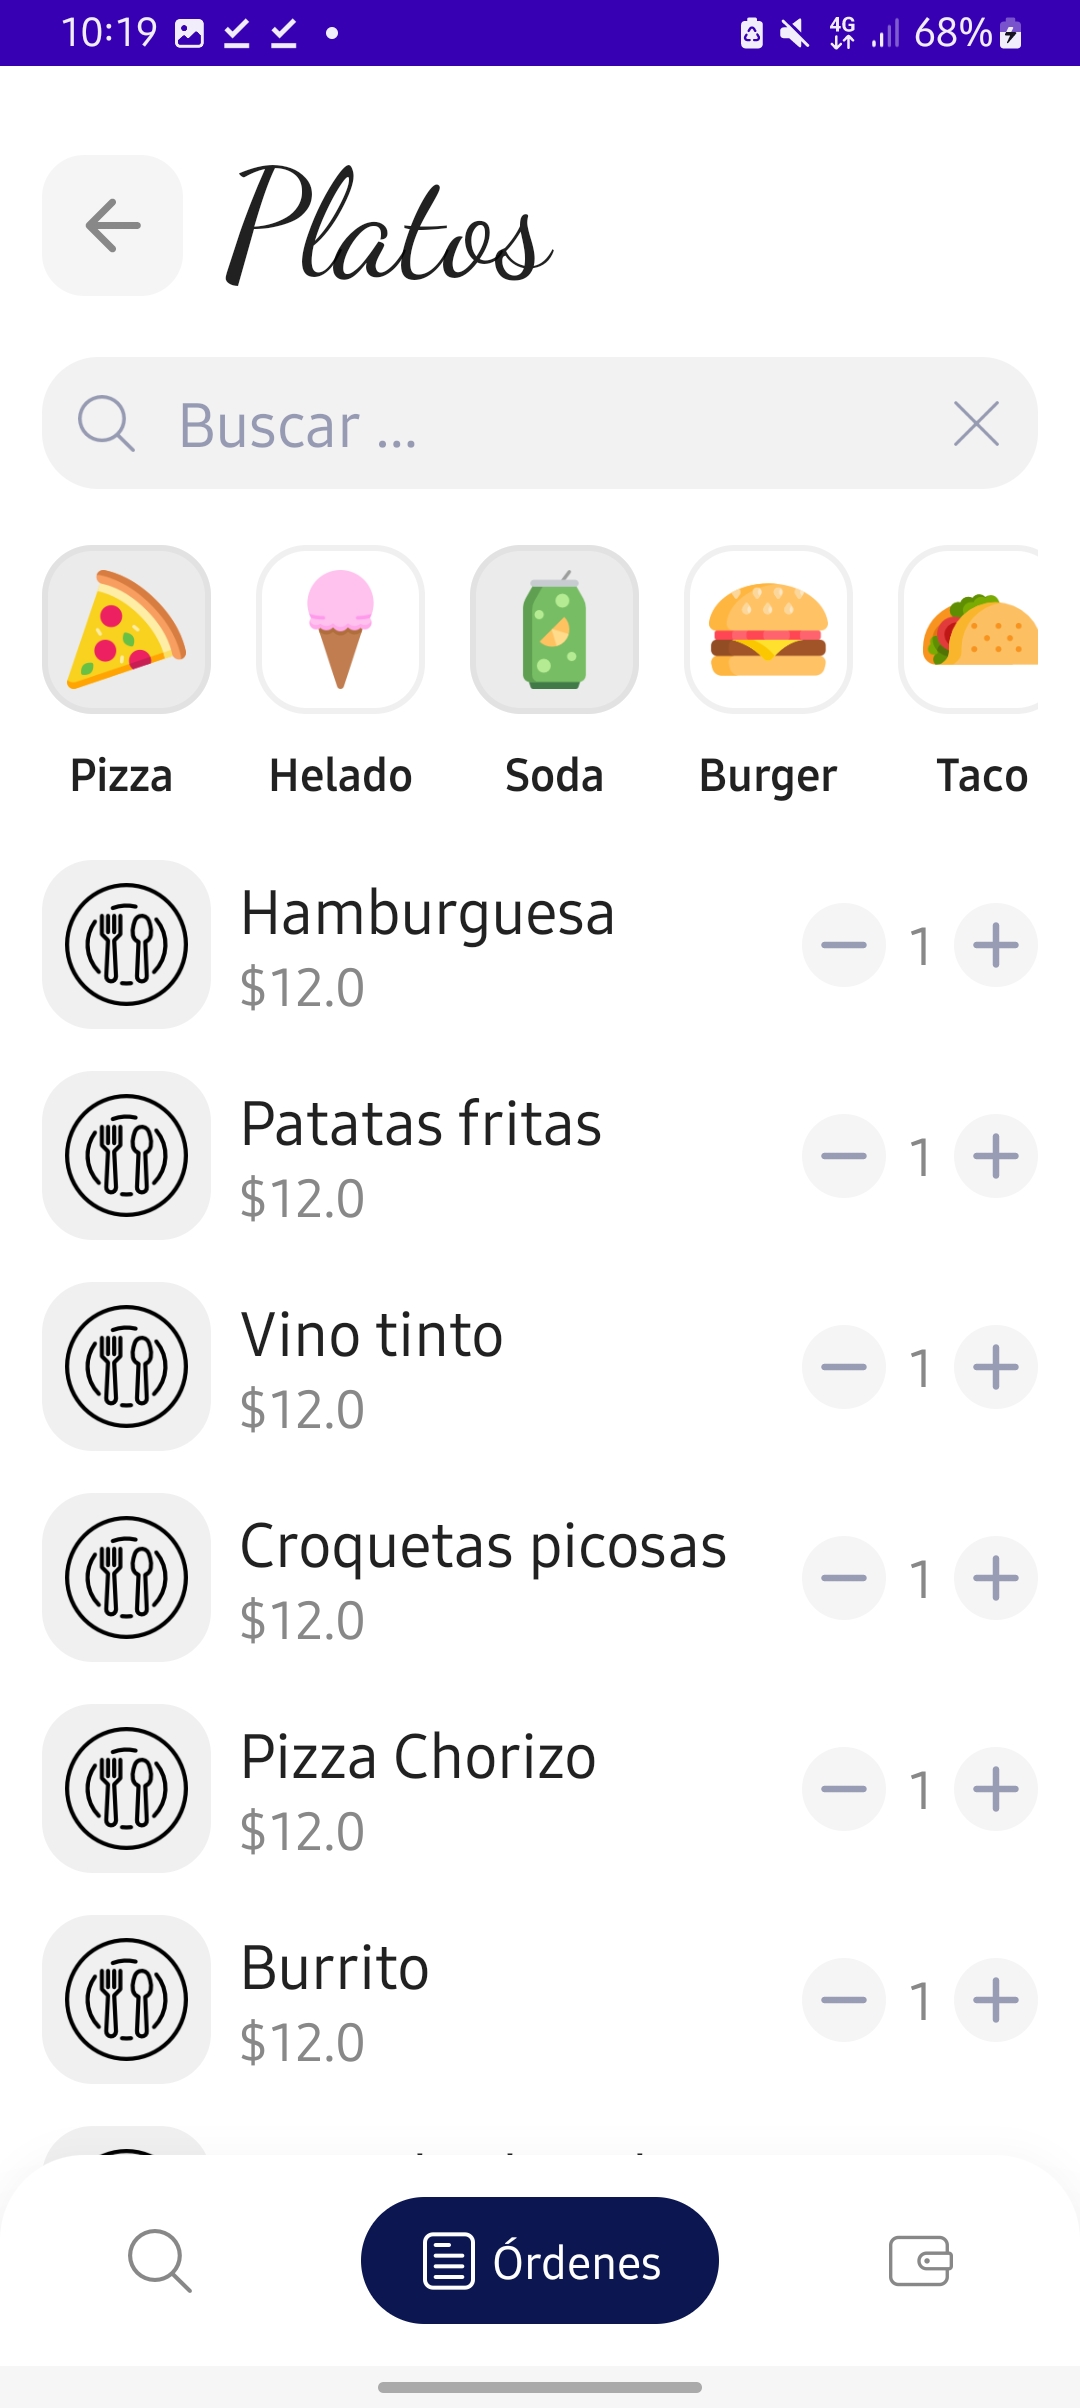 10:19 4G 68%
Platos
Buscar ...
Pizza Helado Soda Burger Taco
Hamburguesa
$12.0 1
Patatas fritas
$12.0 1
Vino tinto
$12.0 1
Croquetas picosas
$12.0 1
Pizza Chorizo
$12.0 1
Burrito
$12.0 1
Órdenes